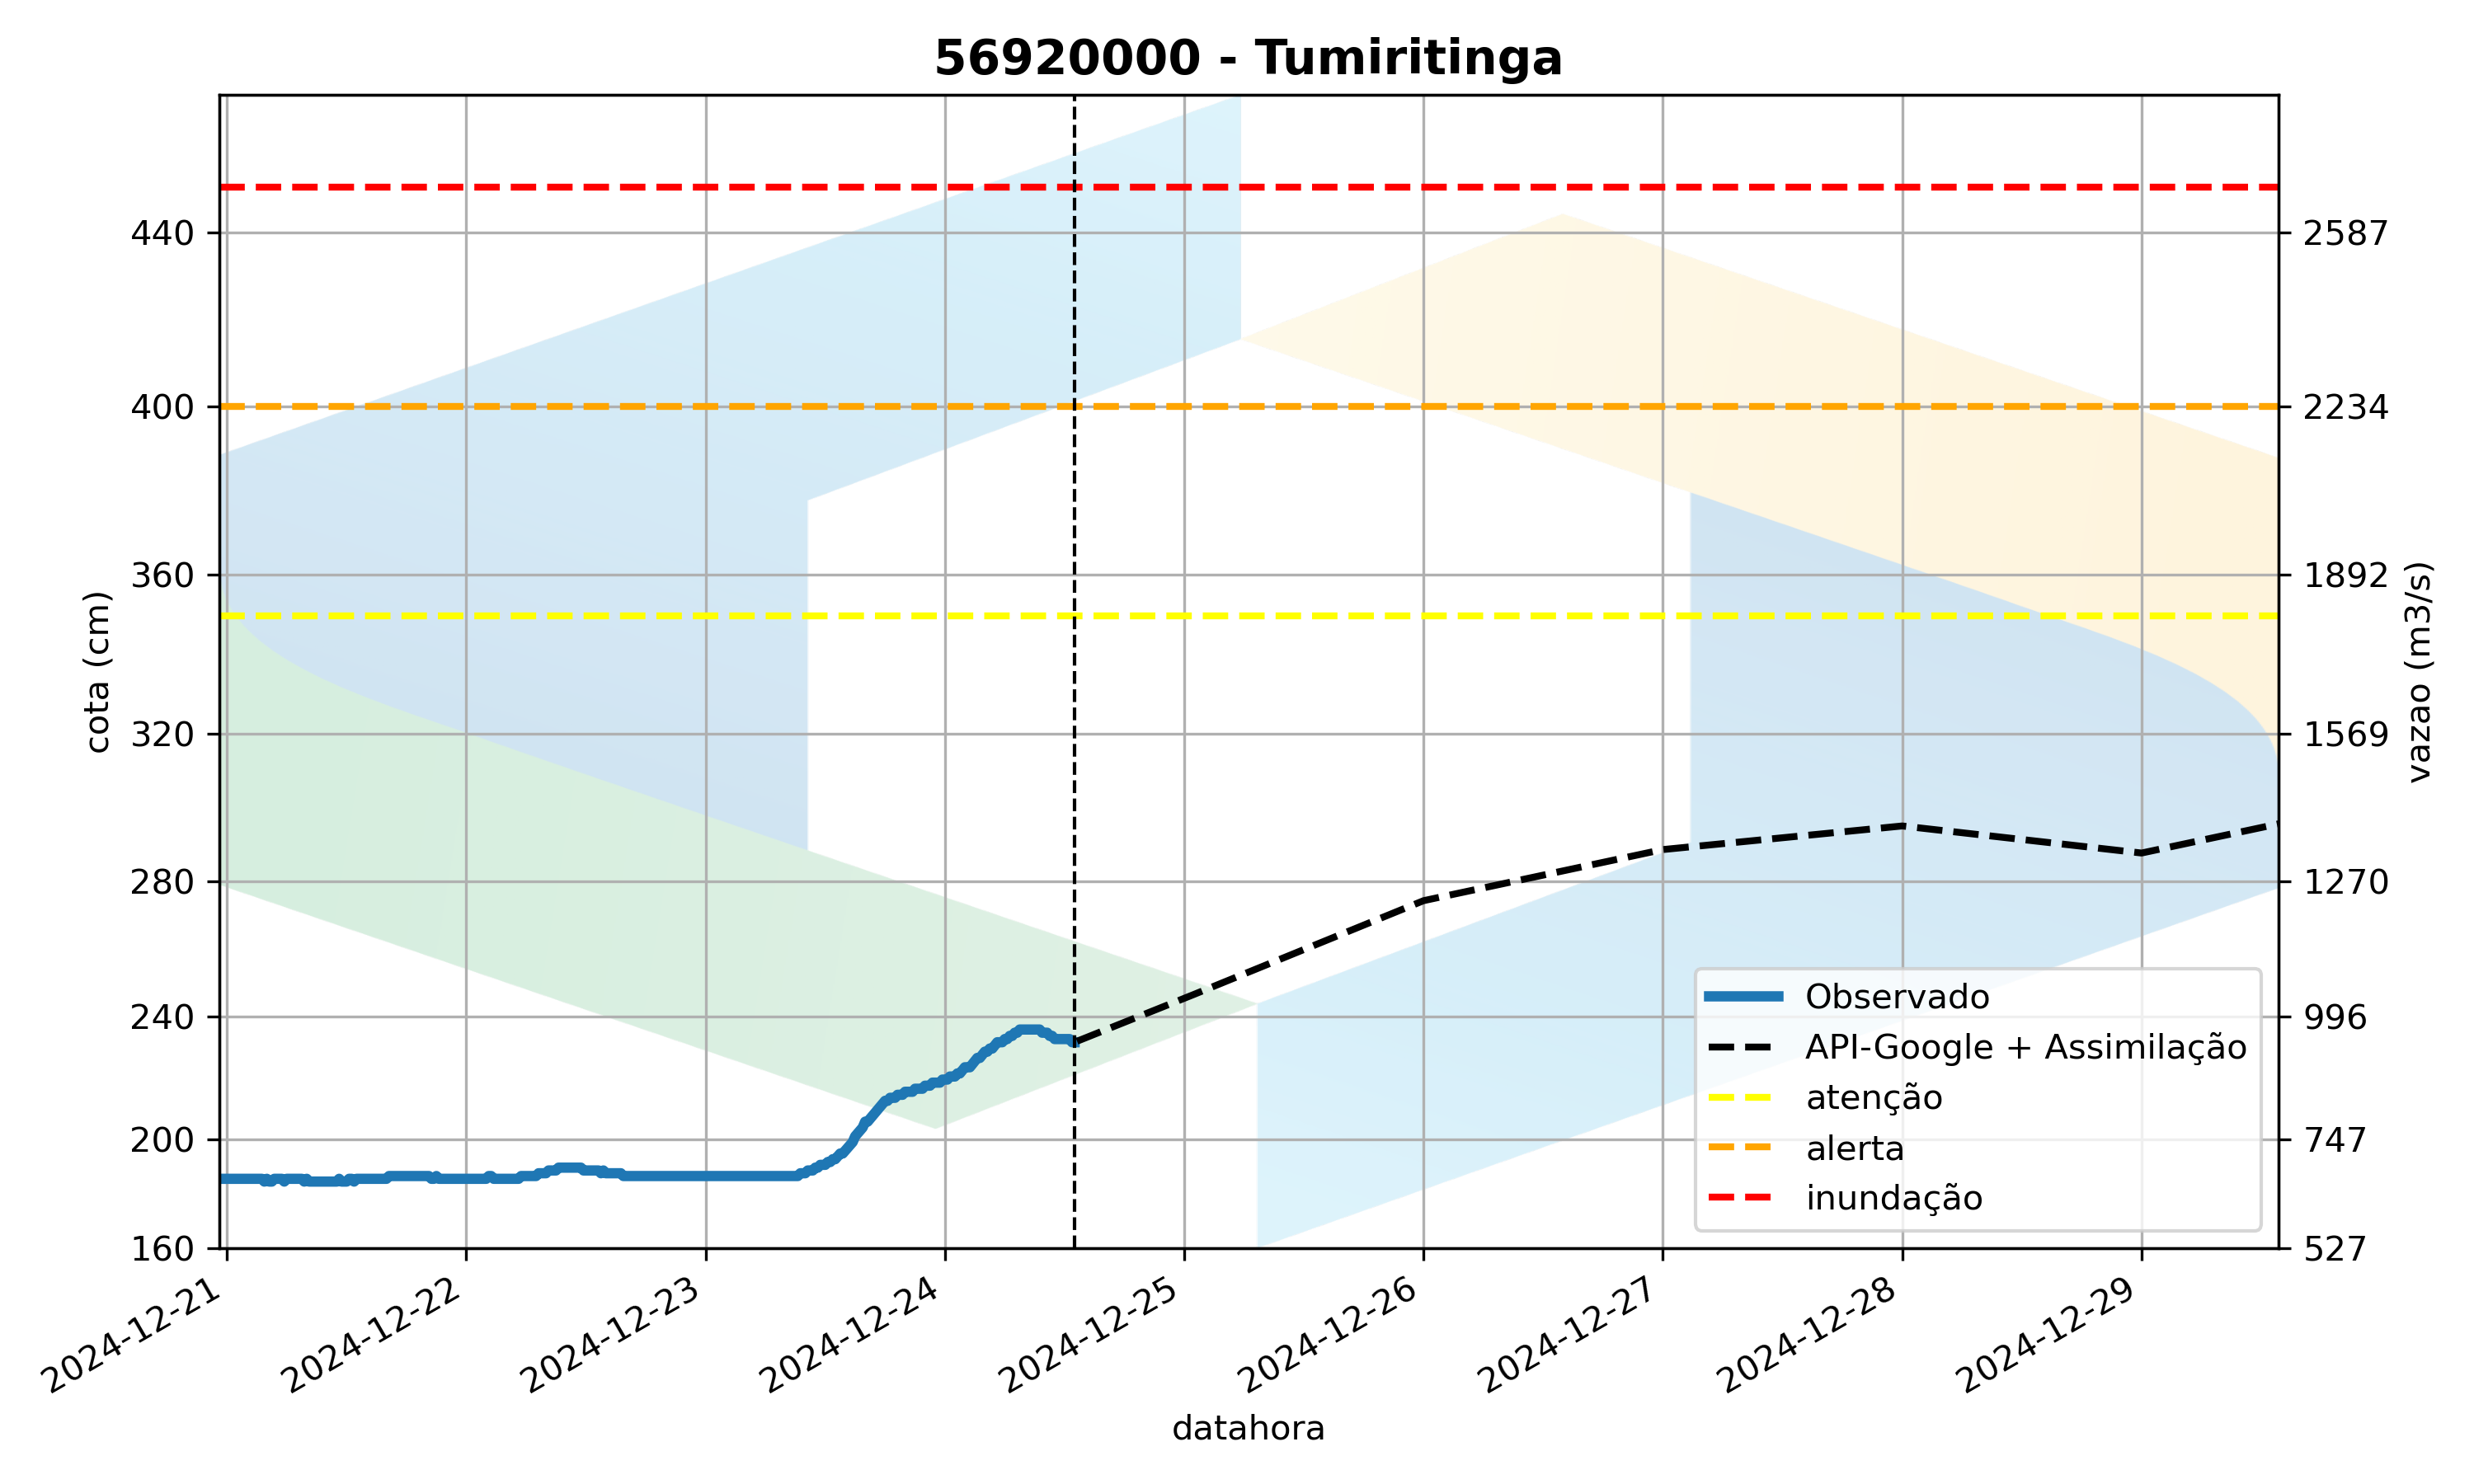 56920000 - Tumiritinga
cota (cm)
440
400
360
320
280
240
200
160
2587
2234
1892
1569
1270
996
747
527
vazao (m3/s)
Observado
API-Google + Assimilação
atenção
alerta
inundação
2024-12-21
2024-12-22
2024-12-23
2024-12-24
2024-12-25
2024-12-26
2024-12-27
2024-12-28
2024-12-29
datahora